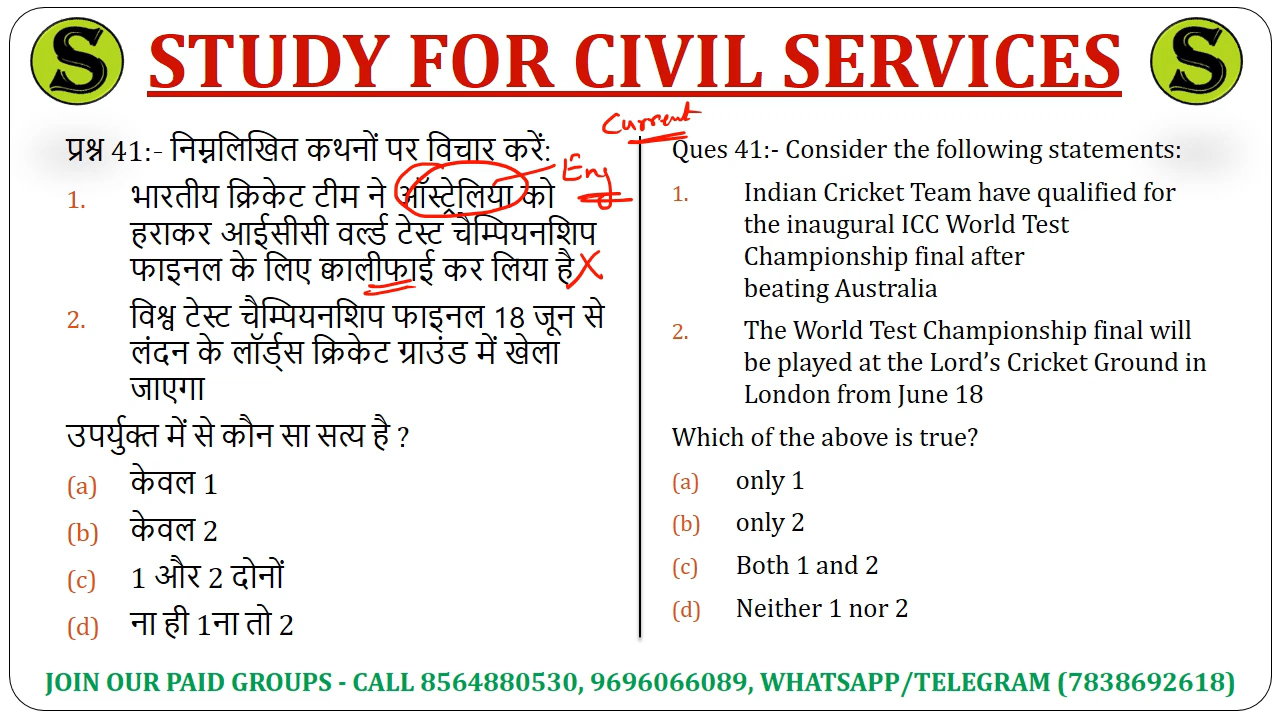 S STUDY FOR CIVIL SERVICES S
Current
प्रश्न 41:- निम्नलिखित कथनों पर विचार करें:
1. भारतीय क्रिकेट टीम ने ऑस्ट्रेलिया को
Eng
हराकर आईसीसी वर्ल्ड टेस्ट चैम्पियनशिप
फाइनल के लिए क्वालीफाई कर लिया है X
2. विश्व टेस्ट चैम्पियनशिप फाइनल 18 जून से
लंदन के लॉर्ड्स क्रिकेट ग्राउंड में खेला
जाएगा
उपर्युक्त में से कौन सा सत्य है ?
(a) केवल 1
(b) केवल 2
(c) 1 और 2 दोनों
(d) ना ही 1ना तो 2
Ques 41:- Consider the following statements:
1. Indian Cricket Team have qualified for
the inaugural ICC World Test
Championship final after
beating Australia
2. The World Test Championship final will
be played at the Lord’s Cricket Ground in
London from June 18
Which of the above is true?
(a) only 1
(b) only 2
(c) Both 1 and 2
(d) Neither 1 nor 2
JOIN OUR PAID GROUPS - CALL 8564880530, 9696066089, WHATSAPP/TELEGRAM (7838692618)